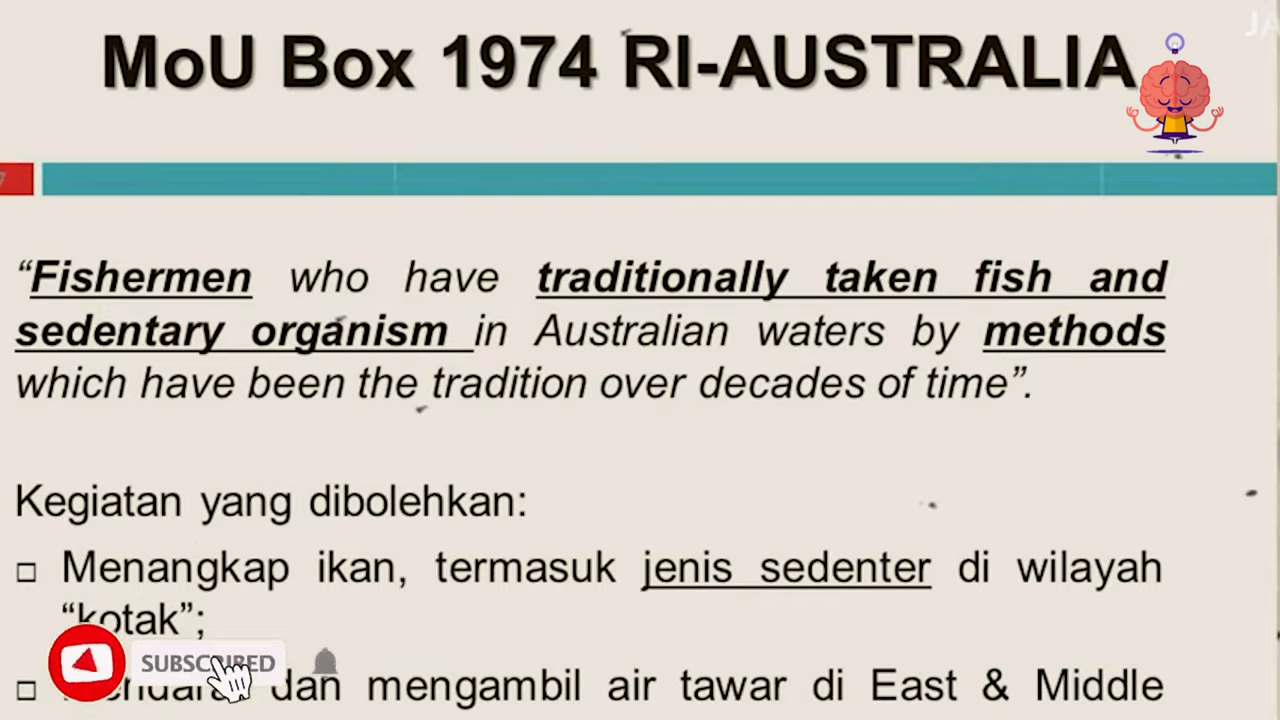 JA
MoU Box 1974 RI-AUSTRALIA
7
“Fishermen who have traditionally taken fish and
sedentary organism in Australian waters by methods
which have been the tradition over decades of time”.
Kegiatan yang dibolehkan:
□ Menangkap ikan, termasuk jenis sedenter di wilayah
“kotak”;
SUBSCRIBED
□ dan mengambil air tawar di East & Middle